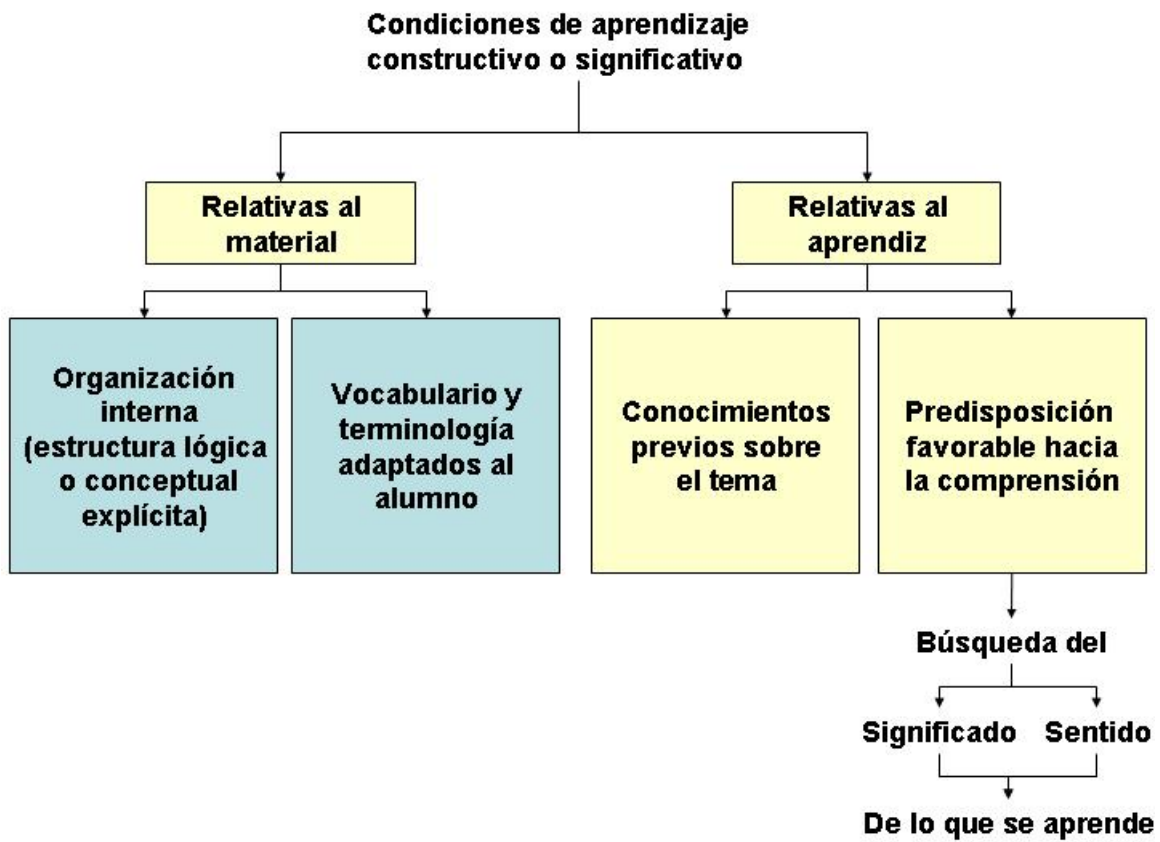 Condiciones de aprendizaje
constructivo o significativo
Relativas al
material
Relativas al
aprendiz
Organización
interna
(estructura lógica
o conceptual
explícita)
Vocabulario y
terminología
adaptados al
alumno
Conocimientos
previos sobre
el tema
Predisposición
favorable hacia
la comprensión
Búsqueda del
Significado
Sentido
De lo que se aprende